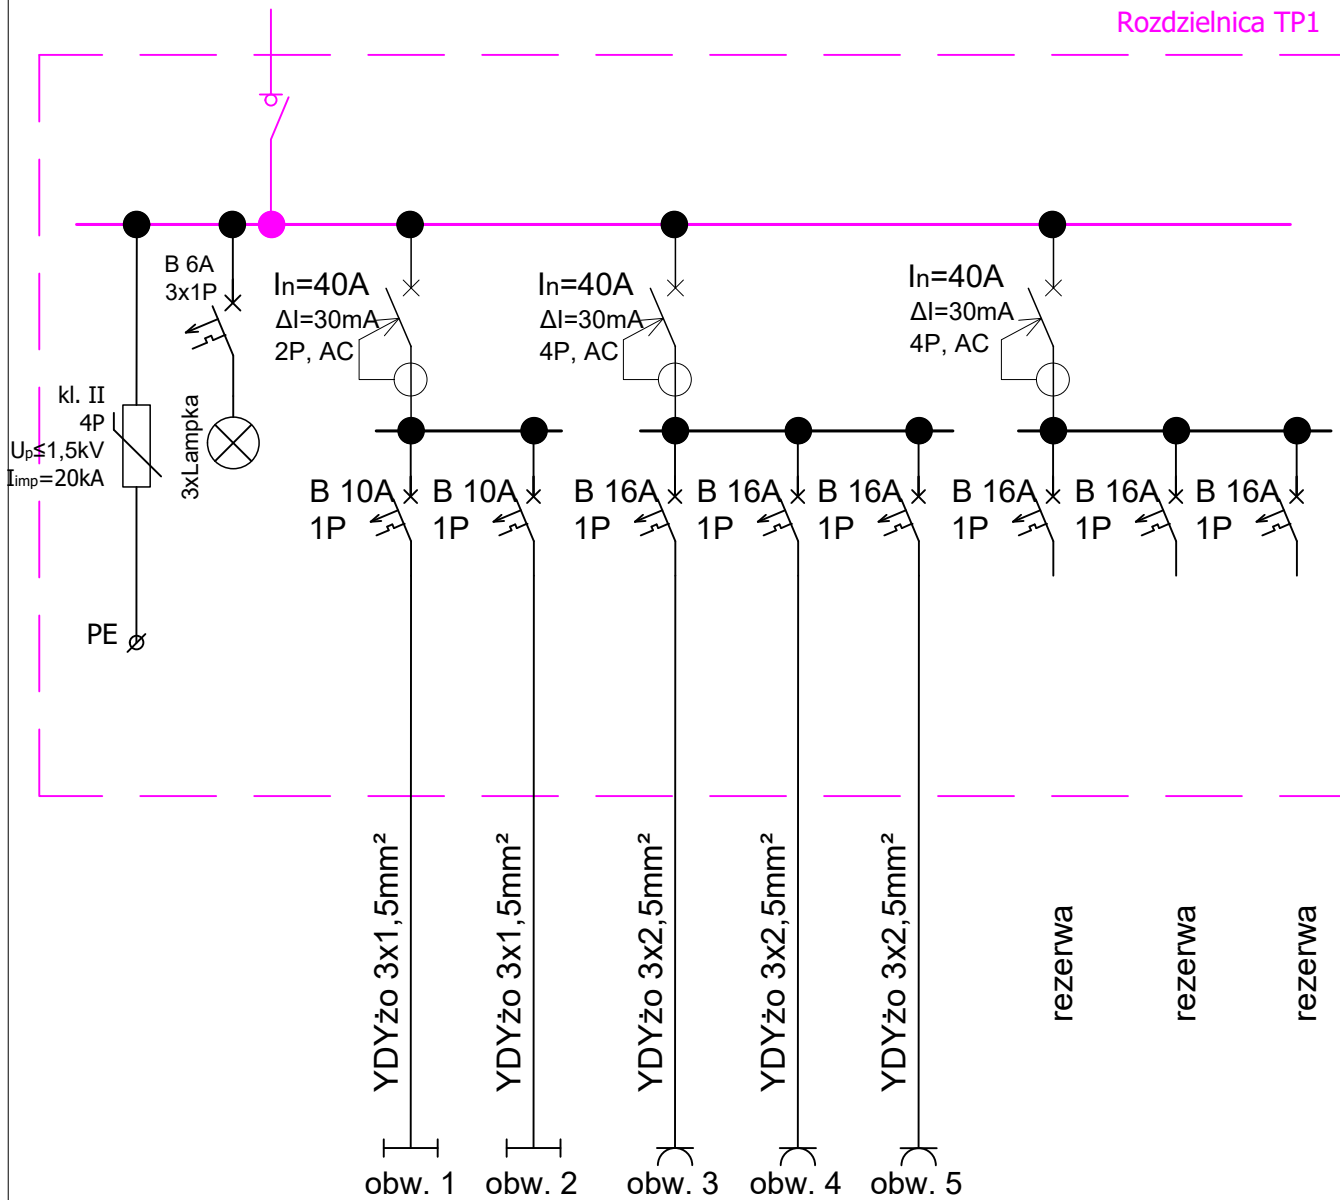 Rozdzielnica TP1
B 6A
3x1P
In=40A
ΔI=30mA
2P, AC
In=40A
ΔI=30mA
4P, AC
In=40A
ΔI=30mA
4P, AC
kl. II
4P
Up≤1,5kV
Iimp=20kA
3xLampka
PE
B 10A
1P
B 10A
1P
B 16A
1P
B 16A
1P
B 16A
1P
B 16A
1P
B 16A
1P
B 16A
1P
YDYżo 3x1,5mm²
YDYżo 3x1,5mm²
YDYżo 3x2,5mm²
YDYżo 3x2,5mm²
YDYżo 3x2,5mm²
rezerwa
rezerwa
rezerwa
obw. 1
obw. 2
obw. 3
obw. 4
obw. 5